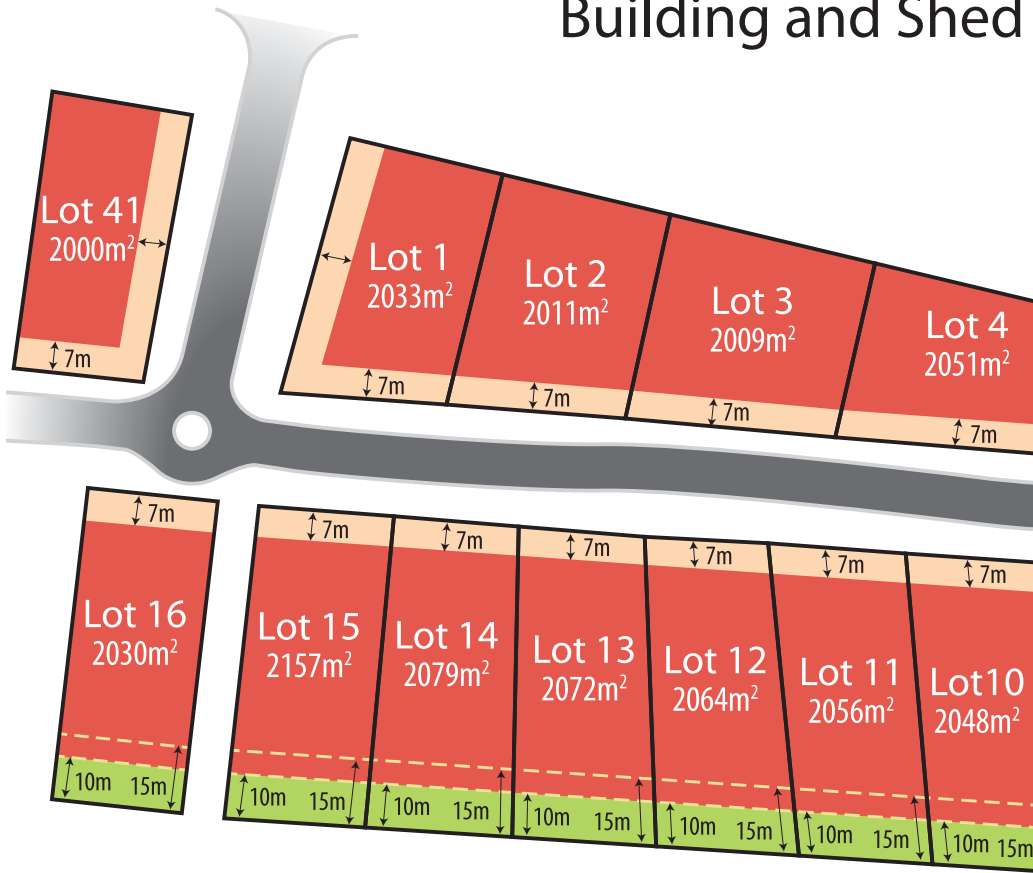 Building and Shed
Lot 41
2000m²
7m
Lot 1
2033m²
7m
Lot 2
2011m²
7m
Lot 3
2009m²
7m
Lot 4
2051m²
7m
7m
Lot 16
2030m²
10m 15m
7m
Lot 15
2157m²
10m 15m
7m
Lot 14
2079m²
10m 15m
7m
Lot 13
2072m²
10m 15m
7m
Lot 12
2064m²
10m 15m
7m
Lot 11
2056m²
10m 15m
7m
Lot10
2048m²
10m 15m